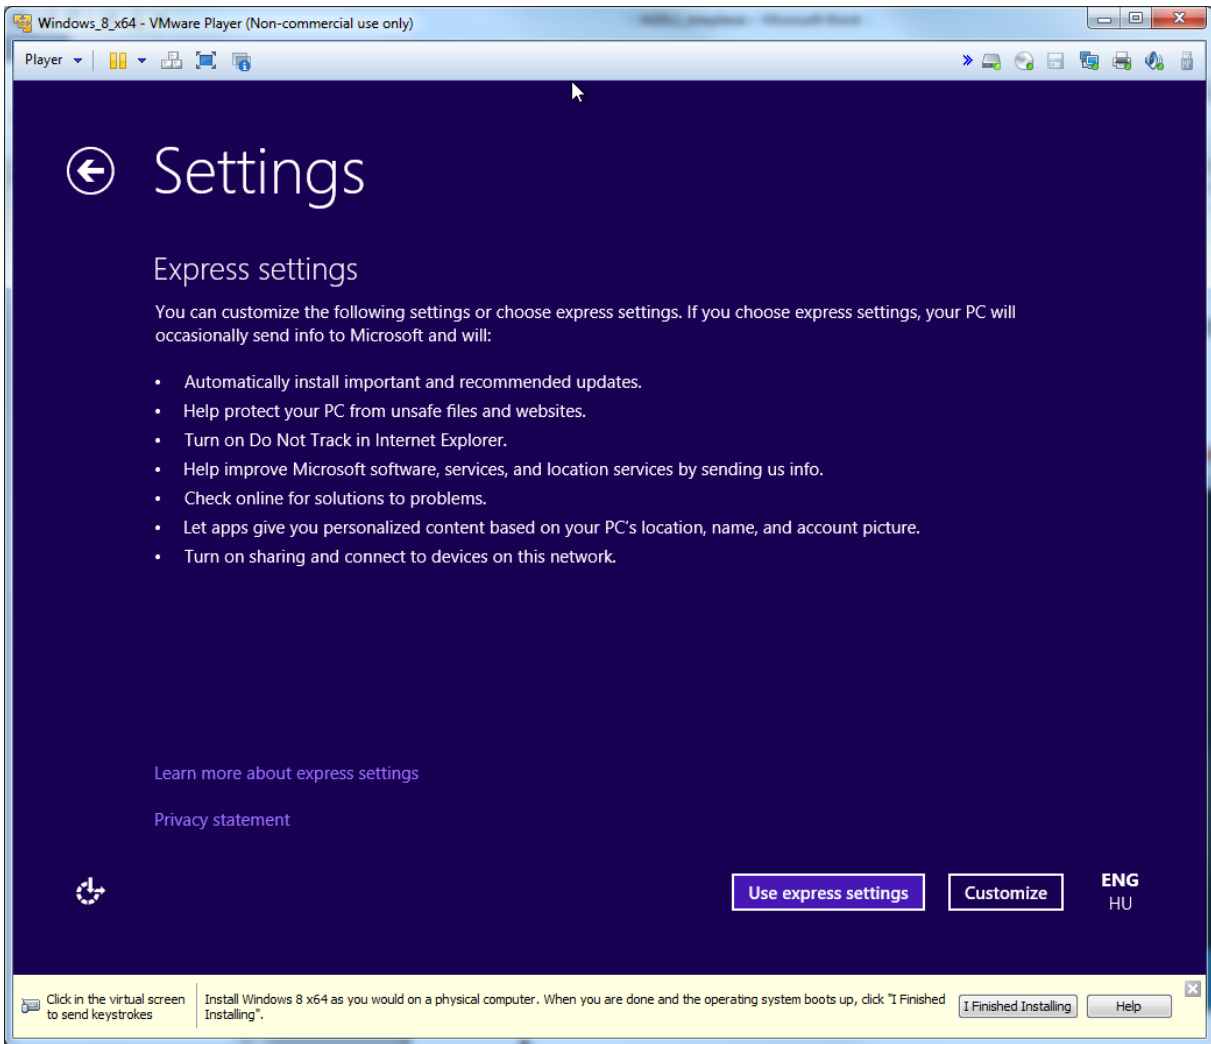 Windows_8_x64 - VMware Player (Non-commercial use only)
Player
Settings
Express settings
You can customize the following settings or choose express settings. If you choose express settings, your PC will
occasionally send info to Microsoft and will:
• Automatically install important and recommended updates.
• Help protect your PC from unsafe files and websites.
• Turn on Do Not Track in Internet Explorer.
• Help improve Microsoft software, services, and location services by sending us info.
• Check online for solutions to problems.
• Let apps give you personalized content based on your PC's location, name, and account picture.
• Turn on sharing and connect to devices on this network.
Learn more about express settings
Privacy statement
Use express settings
Customize
ENG
HU
Click in the virtual screen
to send keystrokes
Install Windows 8 x64 as you would on a physical computer. When you are done and the operating system boots up, click "I Finished
Installing".
I Finished Installing
Help